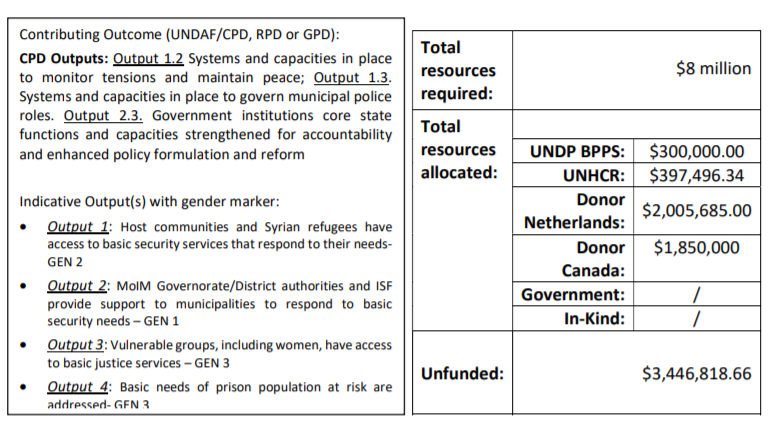 Contributing Outcome (UNDAF/CPD, RPD or GPD):
CPD Outputs: Output 1.2 Systems and capacities in place
to monitor tensions and maintain peace; Output 1.3.
Systems and capacities in place to govern municipal police
roles. Output 2.3. Government institutions core state
functions and capacities strengthened for accountability
and enhanced policy formulation and reform
Indicative Output(s) with gender marker:
• Output 1: Host communities and Syrian refugees have
access to basic security services that respond to their needs-
GEN 2
• Output 2: MoIM Governorate/District authorities and ISF
provide support to municipalities to respond to basic
security needs – GEN 1
• Output 3: Vulnerable groups, including women, have access
to basic justice services – GEN 3
• Output 4: Basic needs of prison population at risk are
addressed- GEN 3
Total
resources
required:
$8 million
Total
resources
allocated:
UNDP BPPS: $300,000.00
UNHCR: $397,496.34
Donor
Netherlands: $2,005,685.00
Donor
Canada: $1,850,000
Government: /
In-Kind: /
Unfunded: $3,446,818.66